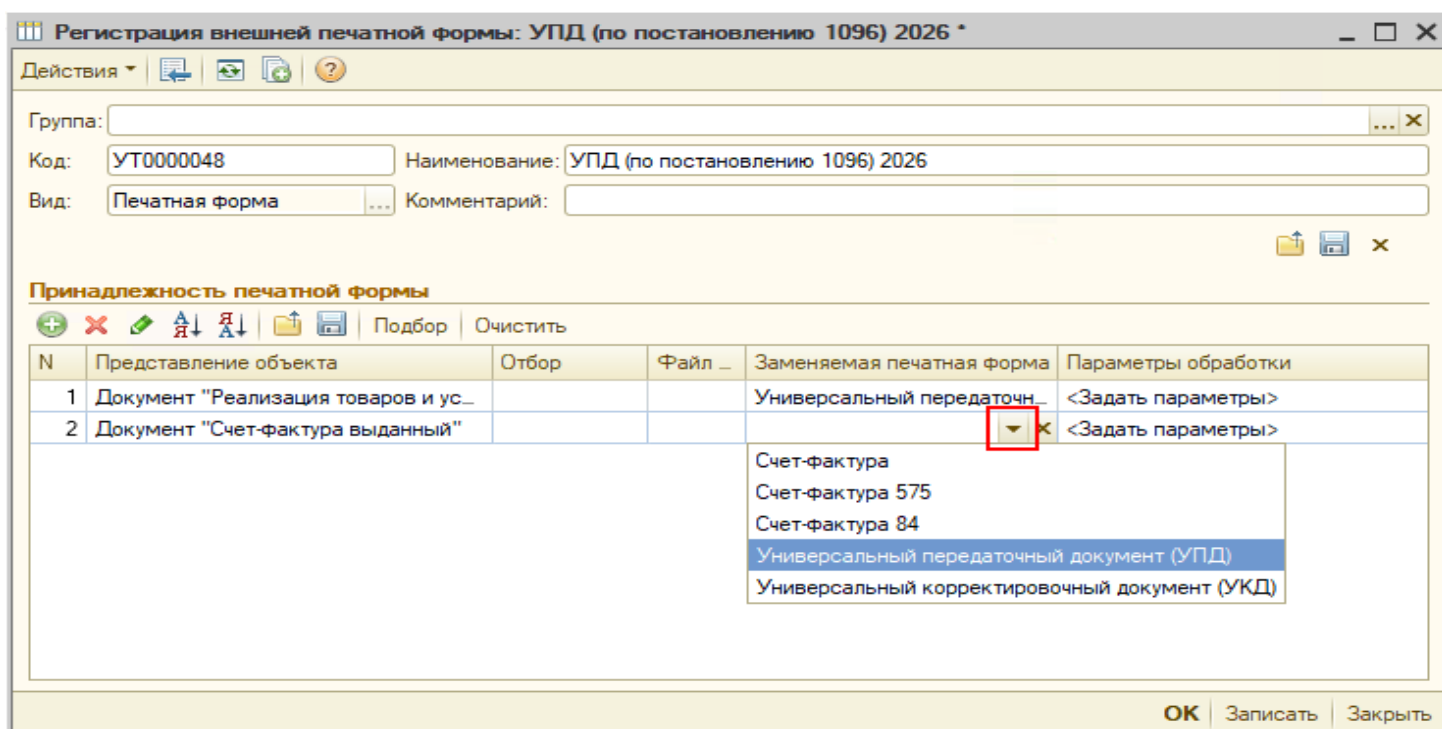 Регистрация внешней печатной формы: УПД (по постановлению 1096) 2026 *
Действия
Группа:
Код: УТ0000048 Наименование: УПД (по постановлению 1096) 2026
Вид: Печатная форма ... Комментарий:
Принадлежность печатной формы
Подбор Очистить
N Представление объекта Отбор Файл ... Заменяемая печатная форма Параметры обработки
1 Документ "Реализация товаров и ус... Универсальный передаточн... <Задать параметры>
2 Документ "Счет-фактура выданный" <Задать параметры>
Счет-фактура
Счет-фактура 575
Счет-фактура 84
Универсальный передаточный документ (УПД)
Универсальный корректировочный документ (УКД)
OK Записать Закрыть